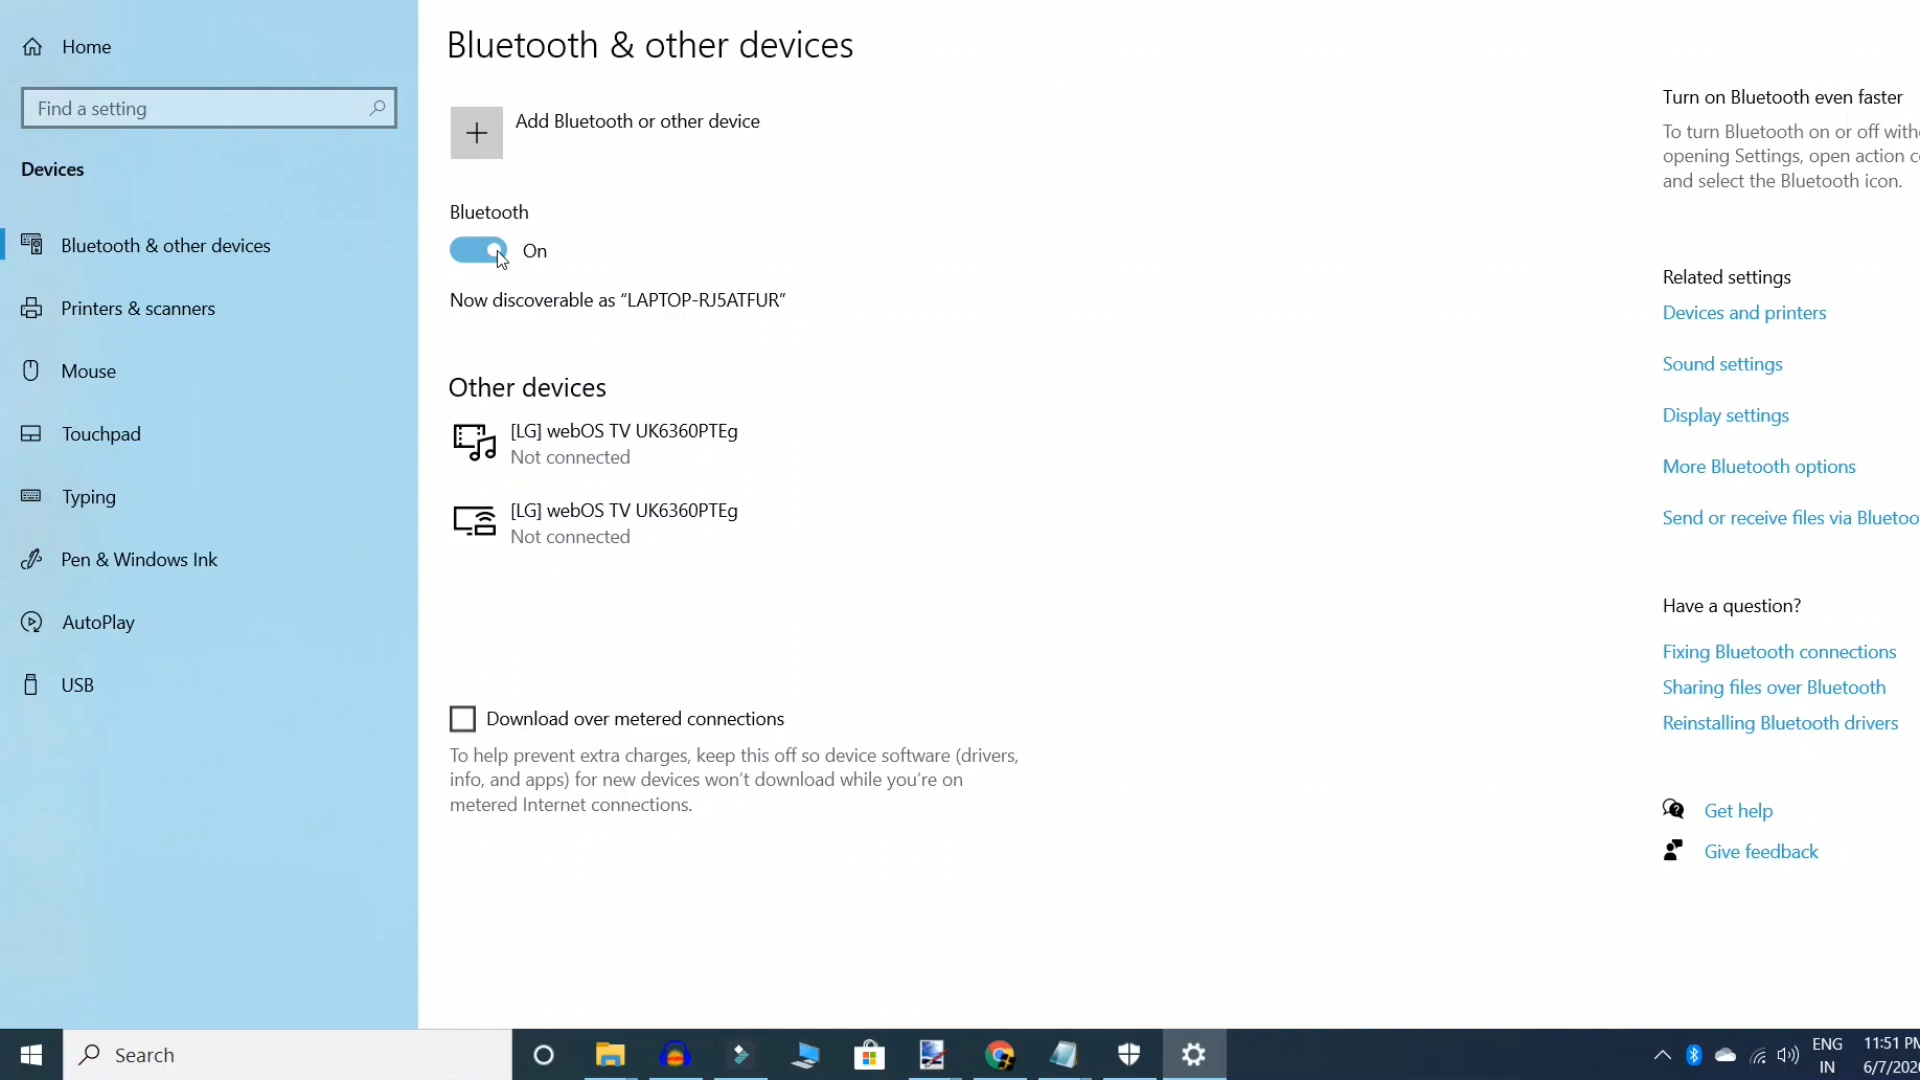 Home
Find a setting
Devices
Bluetooth & other devices
Printers & scanners
Mouse
Touchpad
Typing
Pen & Windows Ink
AutoPlay
USB
Bluetooth & other devices
Add Bluetooth or other device
Bluetooth
On
Now discoverable as “LAPTOP-RJ5ATFUR”
Other devices
[LG] webOS TV UK6360PTEg
Not connected
[LG] webOS TV UK6360PTEg
Not connected
Download over metered connections
To help prevent extra charges, keep this off so device software (drivers,
info, and apps) for new devices won’t download while you’re on
metered Internet connections.
Turn on Bluetooth even faster
To turn Bluetooth on or off
opening Settings, open action
and select the Bluetooth icon.
Related settings
Devices and printers
Sound settings
Display settings
More Bluetooth options
Send or receive files via
Have a question?
Fixing Bluetooth connections
Sharing files over Bluetooth
Reinstalling Bluetooth drivers
Get help
Give feedback
Search
ENG
IN
11:51